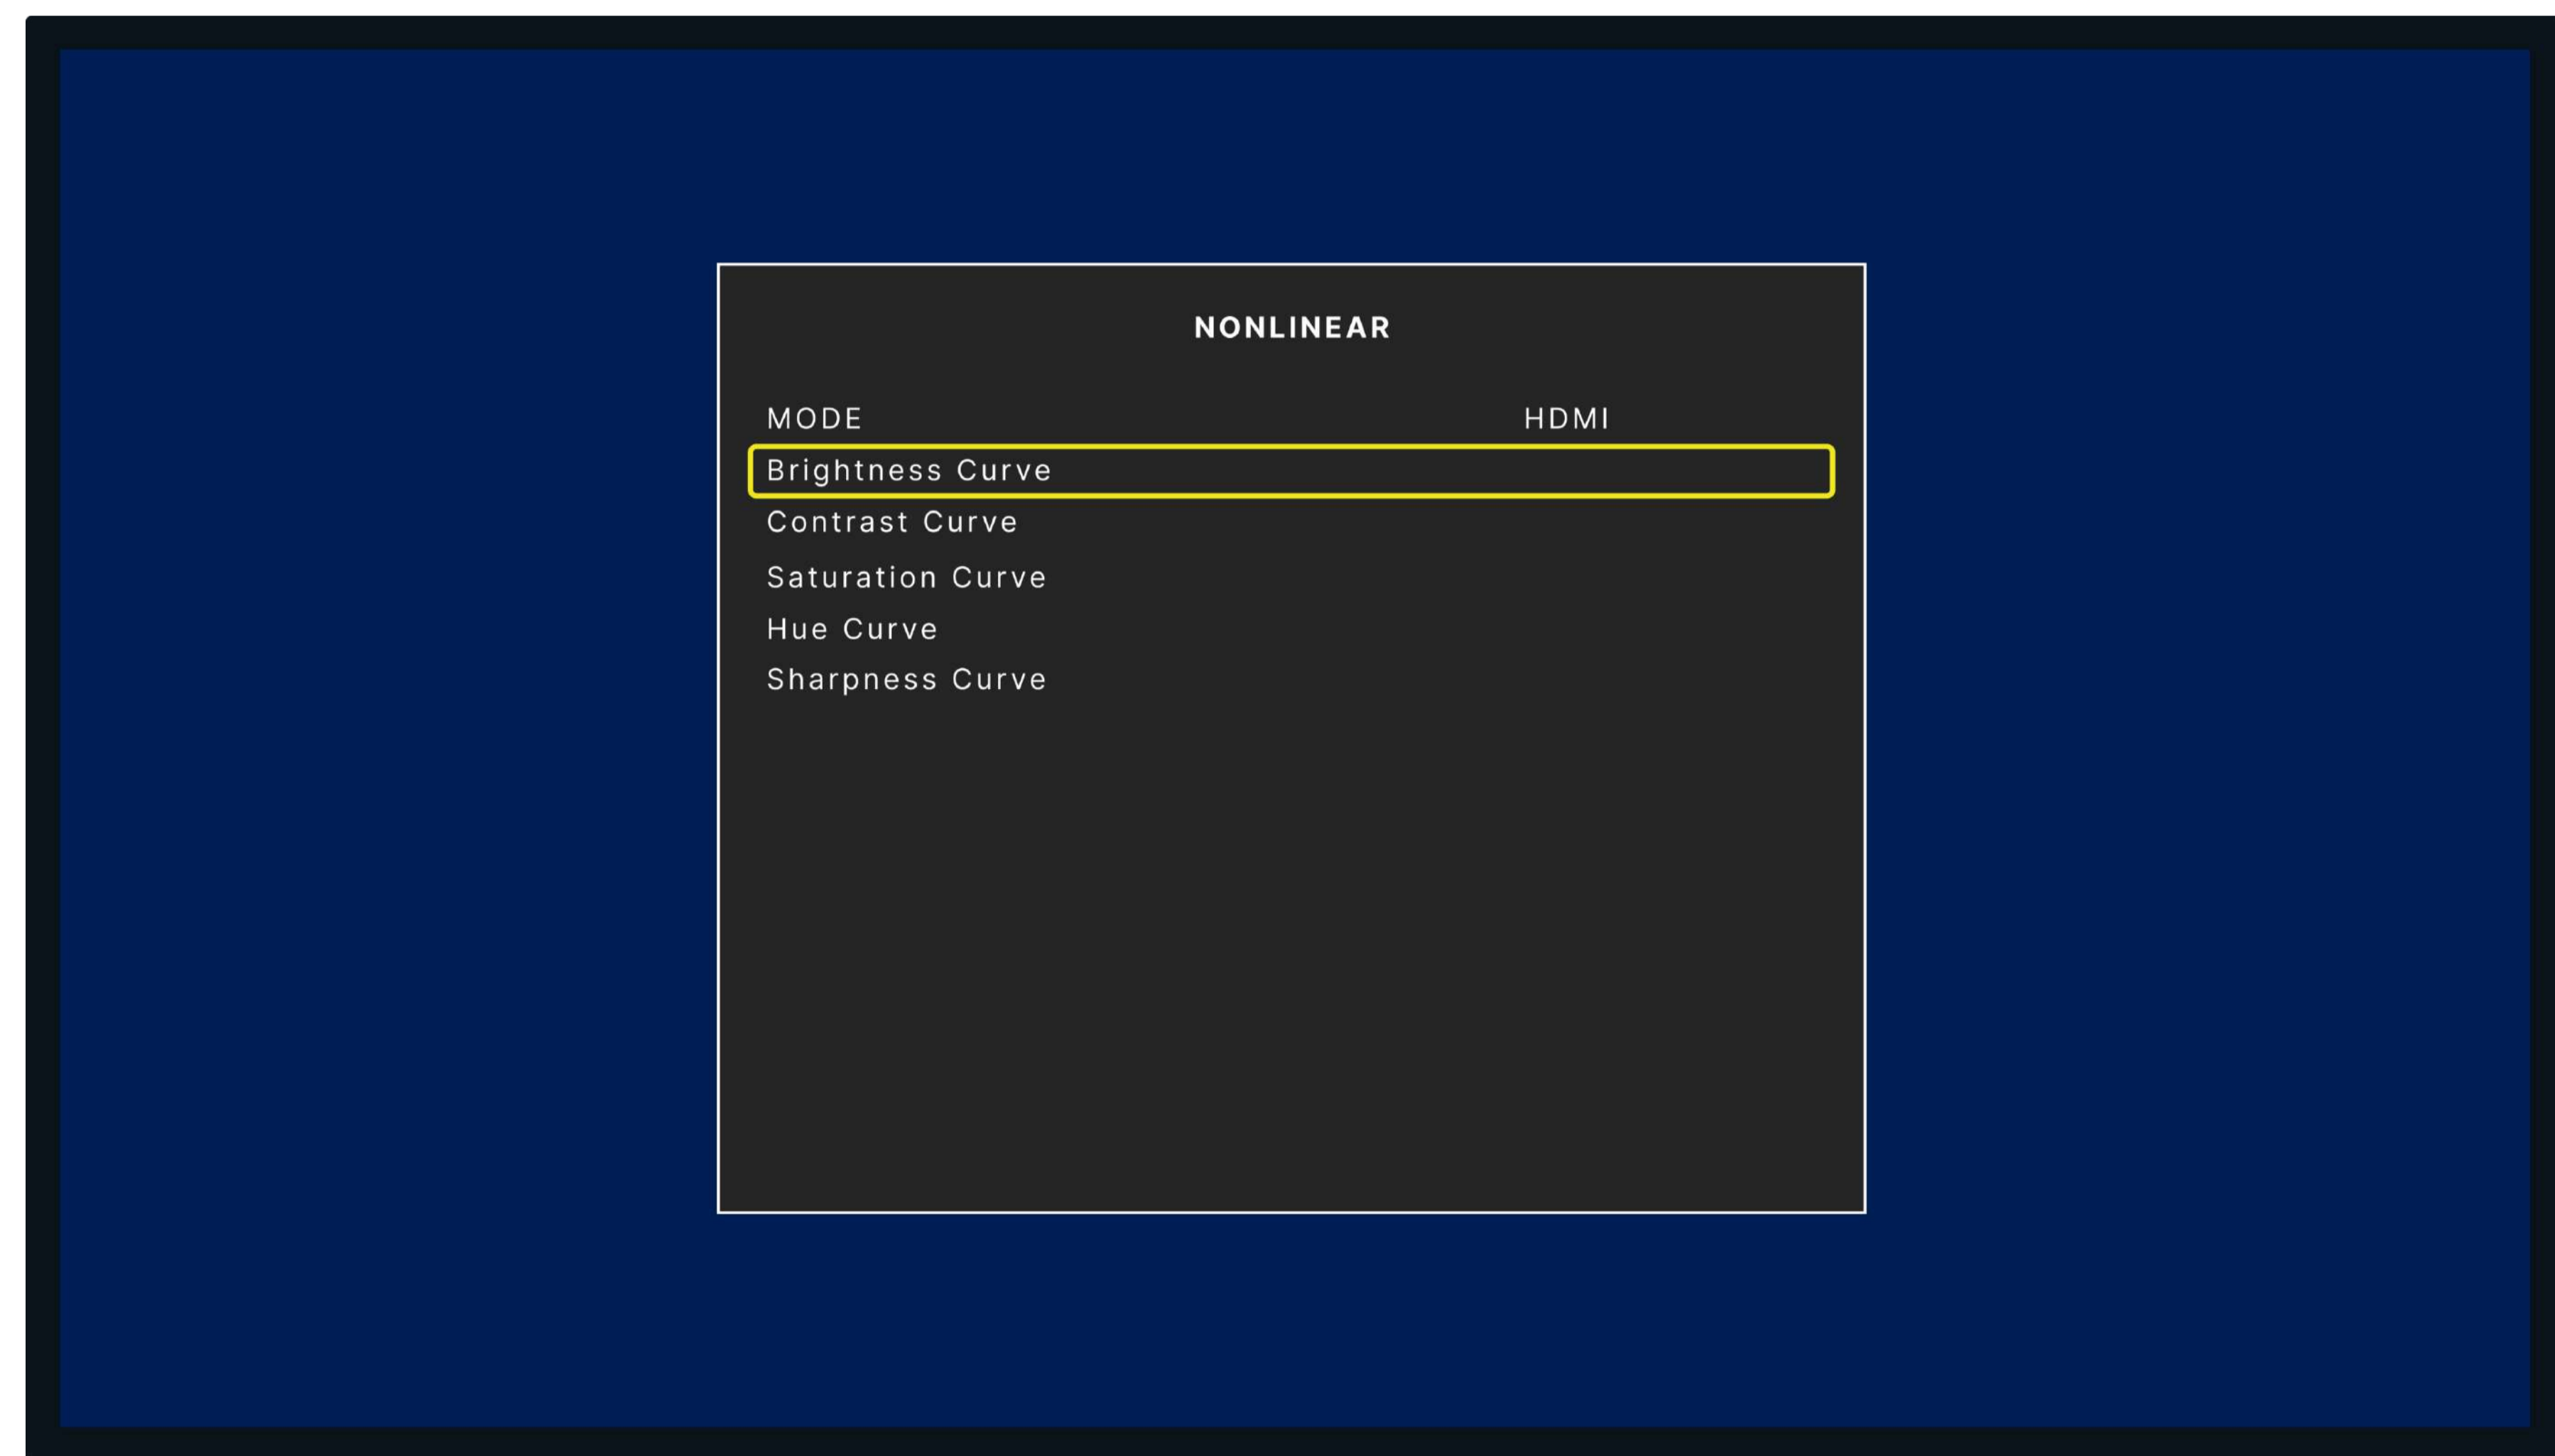 NONLINEAR
MODE HDMI
Brightness Curve
Contrast Curve
Saturation Curve
Hue Curve
Sharpness Curve